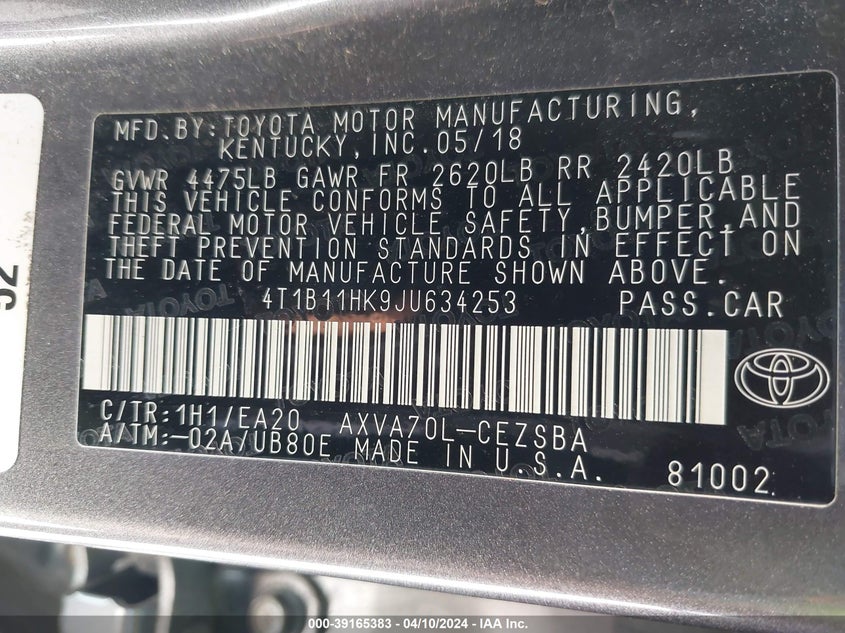 MFD.BY:TOYOTA MOTOR MANUFACTURING,
KENTUCKY,INC.05/18
GVWR 4475LB GAWR FR 2620LB RR 2420LB
THIS VEHICLE CONFORMS TO ALL APPLICABLE
FEDERAL MOTOR VEHICLE SAFETY,BUMPER,AND
THEFT PREVENTION STANDARDS IN EFFECT ON
THE DATE OF MANUFACTURE SHOWN ABOVE.
4T1B11HK9JU634253 PASS.CAR
C/TR:1H1/EA20 AXVA70L-CEZSBA
A/TM:-02A/UB80E MADE IN U.S.A. 81002
52
000-39165383 - 04/10/2024 - IAA Inc.